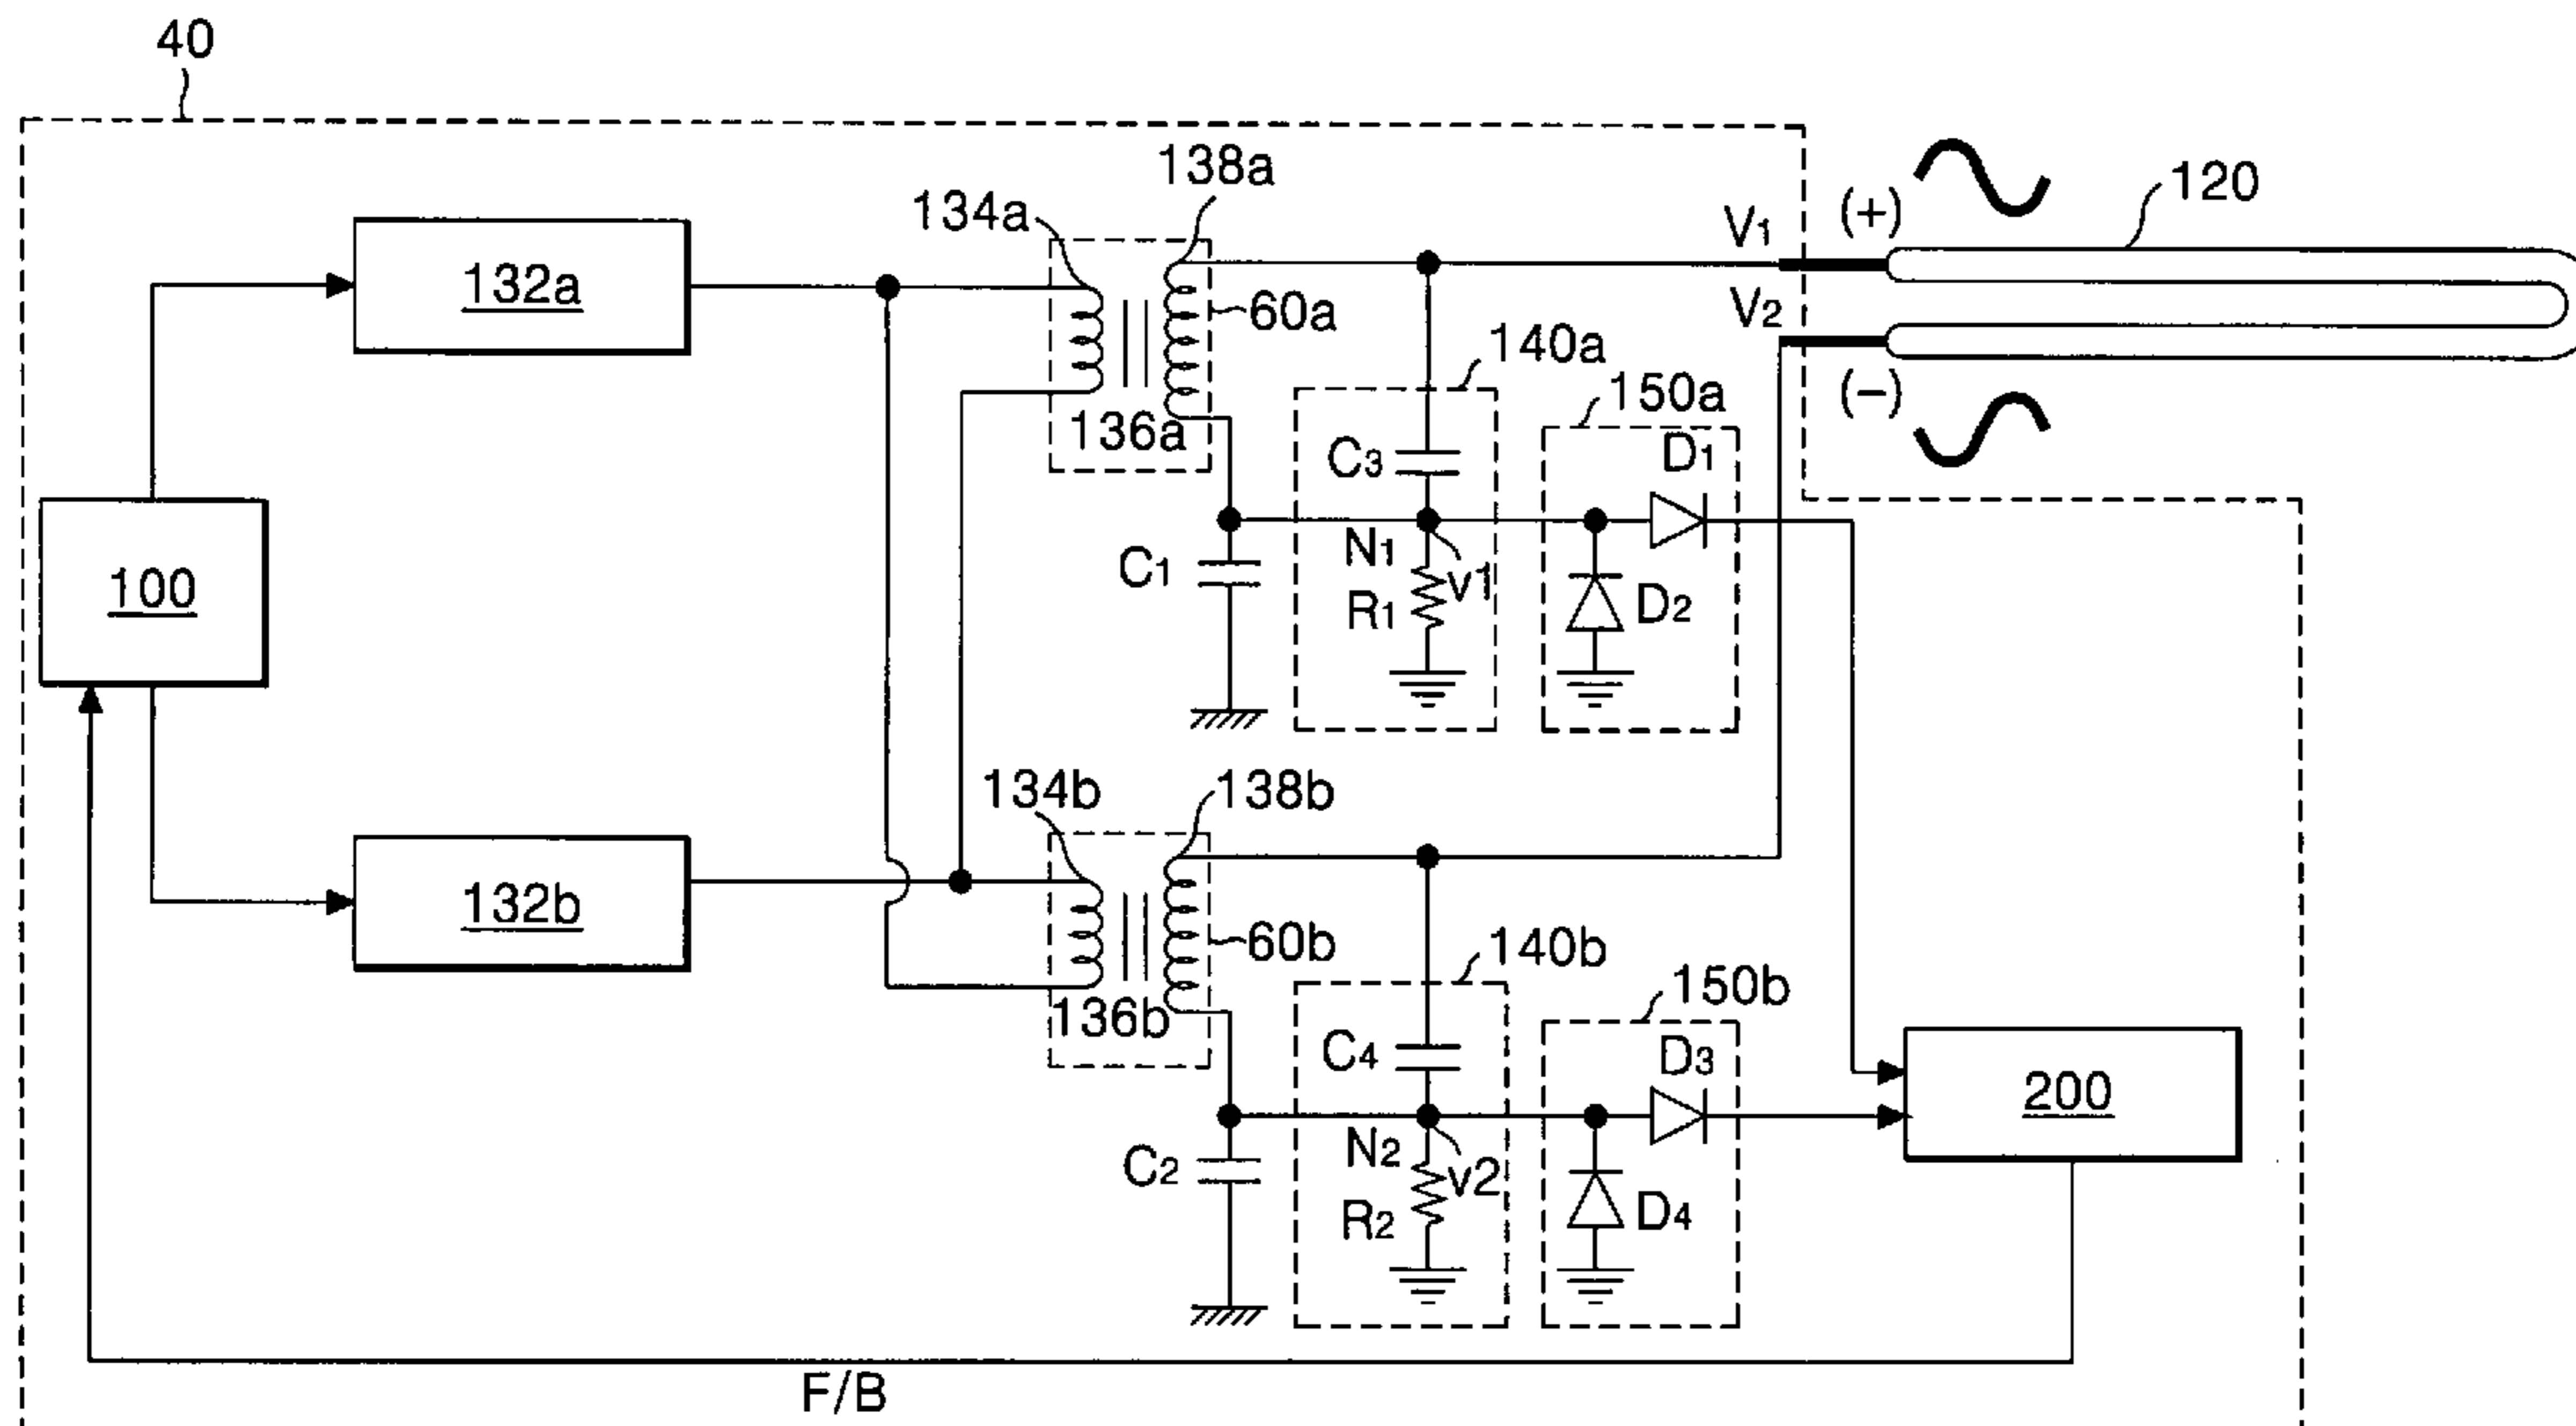 40
138a
134a
132a
V1
(+)
120
V2
60a
140a
(-)
136a
150a
C3
D1
100
C1
N1
v1
R1
D2
134b
138b
132b
60b
140b
150b
136b
C4
D3
200
C2
N2
v2
R2
D4
F/B